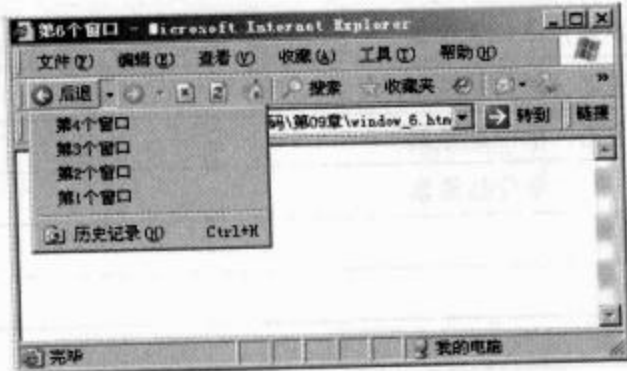 第6个窗口 - Microsoft Internet Explorer
文件(F) 编辑(E) 查看(V) 收藏(A) 工具(T) 帮助(H)
后退 搜索 收藏夹 »
码\第09章\window_6.htm 转到 链接
第4个窗口
第3个窗口
第2个窗口
第1个窗口
历史记录(H) Ctrl+H
完毕 我的电脑